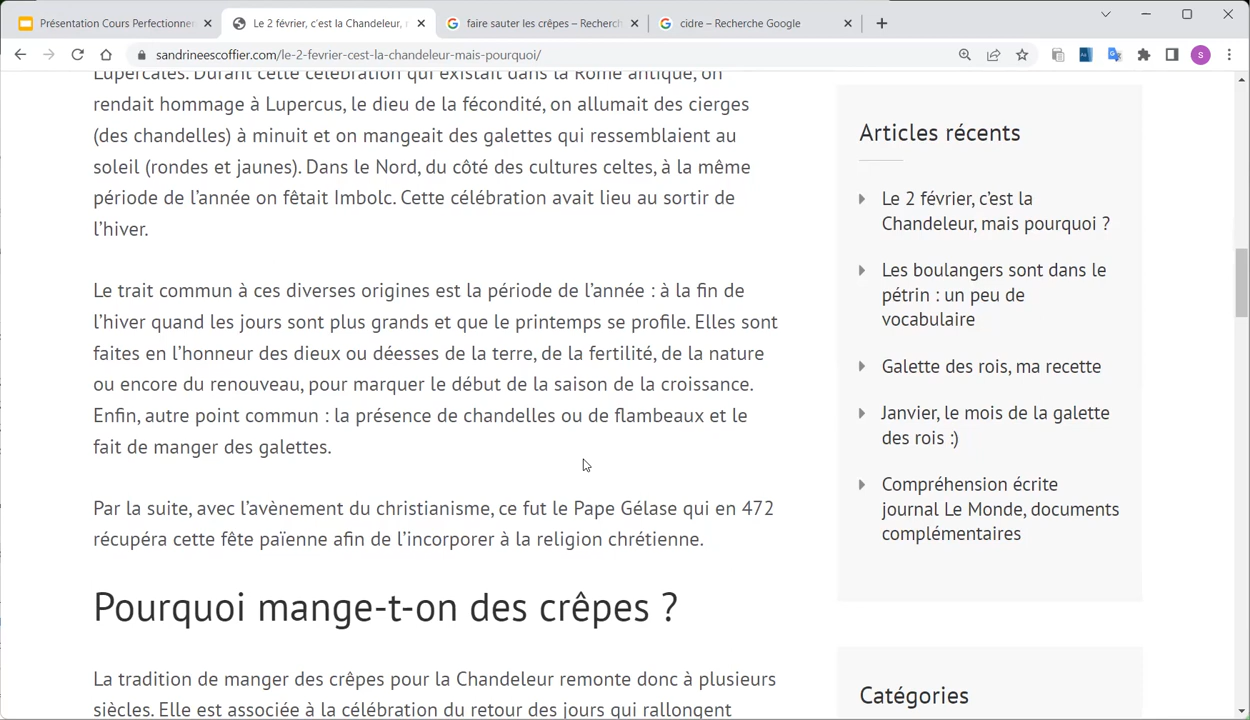 Présentation Cours Perfectionner
Le 2 février, c'est la Chandeleur,
faire sauter les crêpes – Recherch
cidre – Recherche Google
sandrineescoffier.com/le-2-fevrier-cest-la-chandeleur-mais-pourquoi/
S
Lupercales. Durant cette célébration qui existait dans la Rome antique, on
rendait hommage à Lupercus, le dieu de la fécondité, on allumait des cierges
(des chandelles) à minuit et on mangeait des galettes qui ressemblaient au
soleil (rondes et jaunes). Dans le Nord, du côté des cultures celtes, à la même
période de l'année on fêtait Imbolc. Cette célébration avait lieu au sortir de
l'hiver.
Le trait commun à ces diverses origines est la période de l'année : à la fin de
l'hiver quand les jours sont plus grands et que le printemps se profile. Elles sont
faites en l'honneur des dieux ou déesses de la terre, de la fertilité, de la nature
ou encore du renouveau, pour marquer le début de la saison de la croissance.
Enfin, autre point commun : la présence de chandelles ou de flambeaux et le
fait de manger des galettes.
Par la suite, avec l'avènement du christianisme, ce fut le Pape Gélase qui en 472
récupéra cette fête païenne afin de l'incorporer à la religion chrétienne.
Pourquoi mange-t-on des crêpes ?
La tradition de manger des crêpes pour la Chandeleur remonte donc à plusieurs
siècles. Elle est associée à la célébration du retour des jours qui rallongent
Articles récents
Le 2 février, c'est la
Chandeleur, mais pourquoi ?
Les boulangers sont dans le
pétrin : un peu de
vocabulaire
Galette des rois, ma recette
Janvier, le mois de la galette
des rois :)
Compréhension écrite
journal Le Monde, documents
complémentaires
Catégories